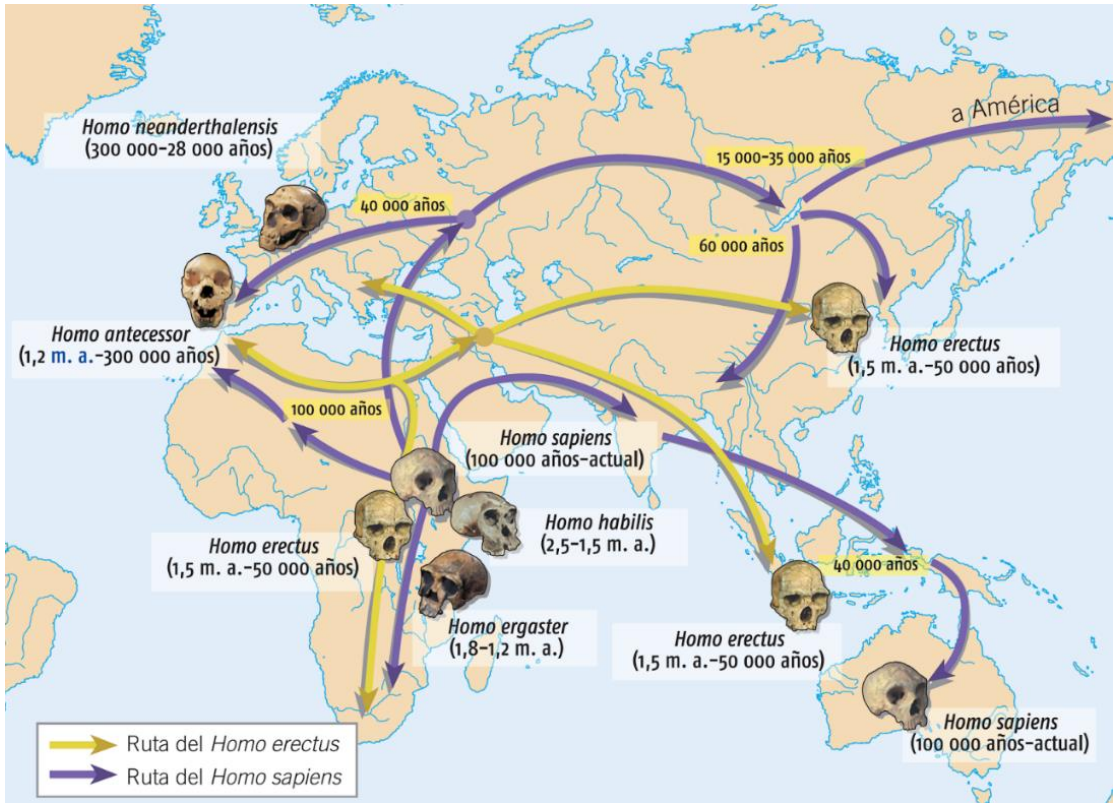 a América
Homo neanderthalensis
(300 000–28 000 años)
15 000–35 000 años
40 000 años
60 000 años
Homo antecessor
(1,2 m. a.–300 000 años)
Homo erectus
(1,5 m. a.–50 000 años)
100 000 años
Homo sapiens
(100 000 años–actual)
Homo habilis
(2,5–1,5 m. a.)
Homo erectus
(1,5 m. a.–50 000 años)
40 000 años
Homo ergaster
(1,8–1,2 m. a.)
Homo erectus
(1,5 m. a.–50 000 años)
Homo sapiens
(100 000 años–actual)
Ruta del Homo erectus
Ruta del Homo sapiens